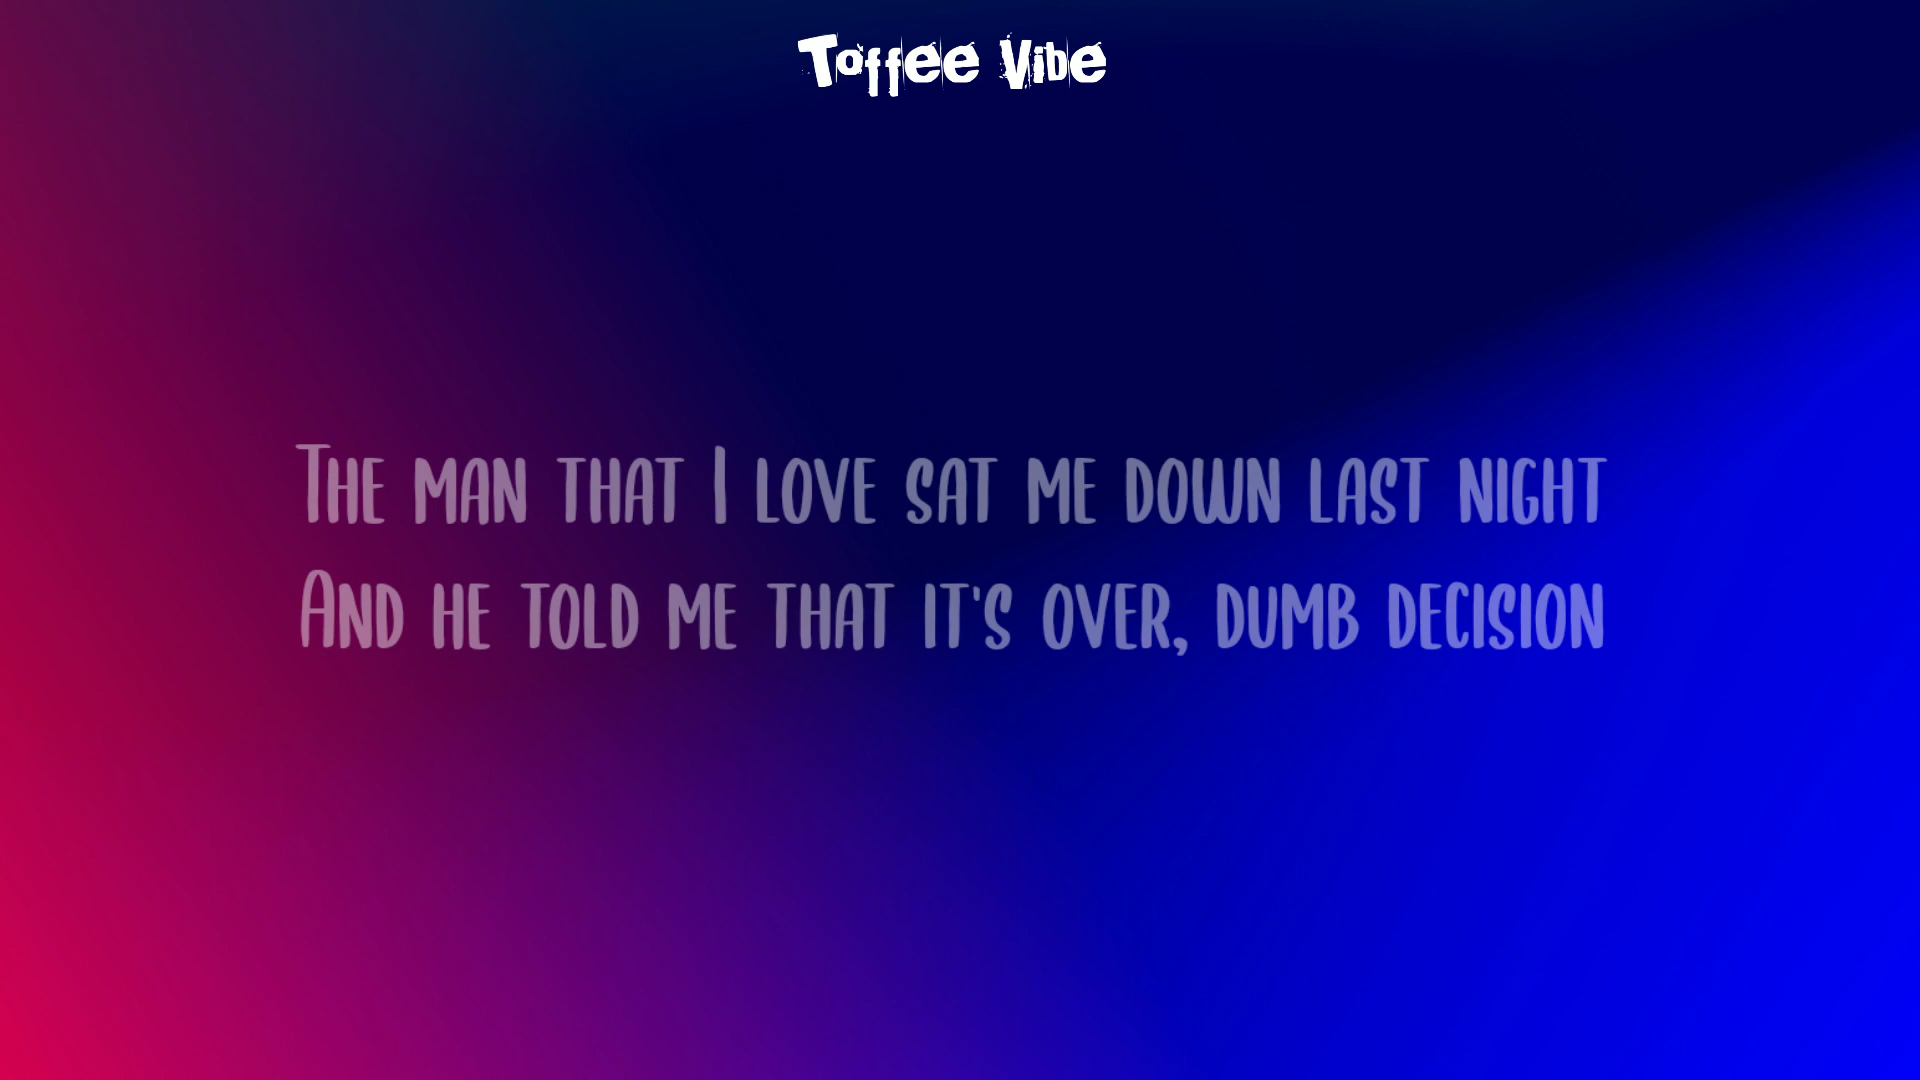 Toffee Vibe
The man that I love sat me down last night
And he told me that it's over, dumb decision